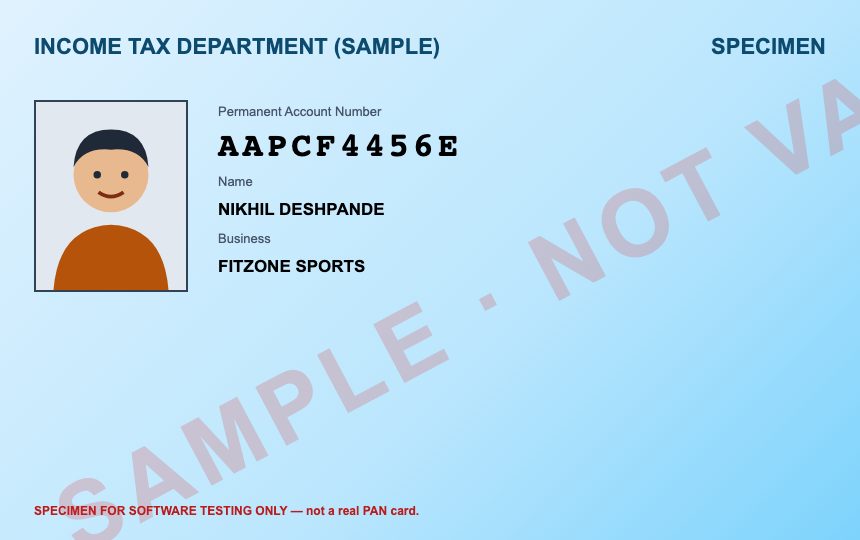 INCOME TAX DEPARTMENT (SAMPLE) SPECIMEN
Permanent Account Number
AAPCF4456E
Name
NIKHIL DESHPANDE
Business
FITZONE SPORTS
SAMPLE · NOT VA
SPECIMEN FOR SOFTWARE TESTING ONLY — not a real PAN card.